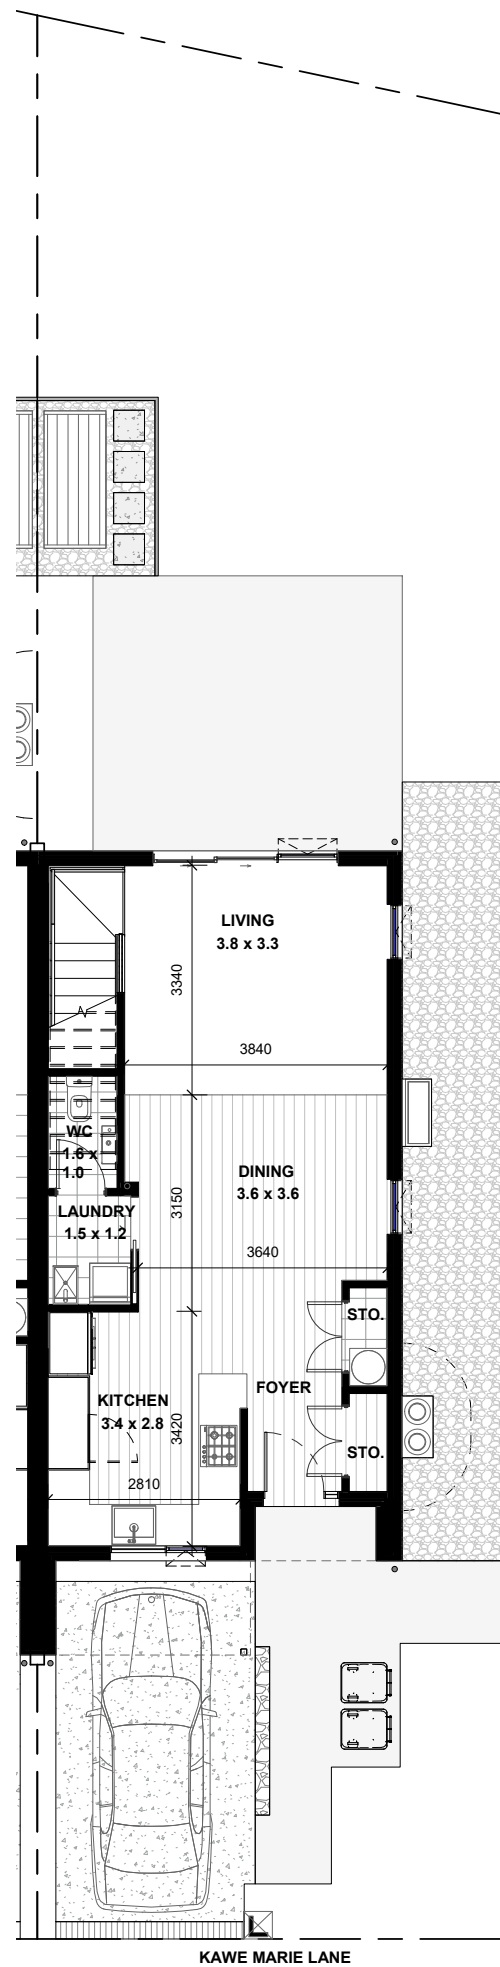 LIVING
3.8 x 3.3
3340
3840
WC
1.6 x
1.0
DINING
3.6 x 3.6
3150
LAUNDRY
1.5 x 1.2
3640
STO.
FOYER
KITCHEN
3.4 x 2.8
3420
STO.
2810
L
KAWE MARIE LANE